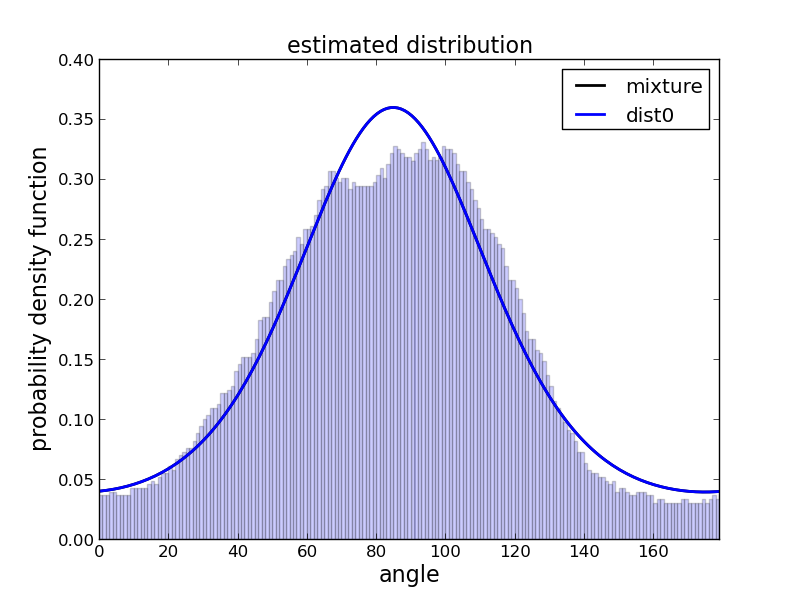 estimated distribution
mixture
dist0
probability density function
0.40
0.35
0.30
0.25
0.20
0.15
0.10
0.05
0.00
0 20 40 60 80 100 120 140 160
angle